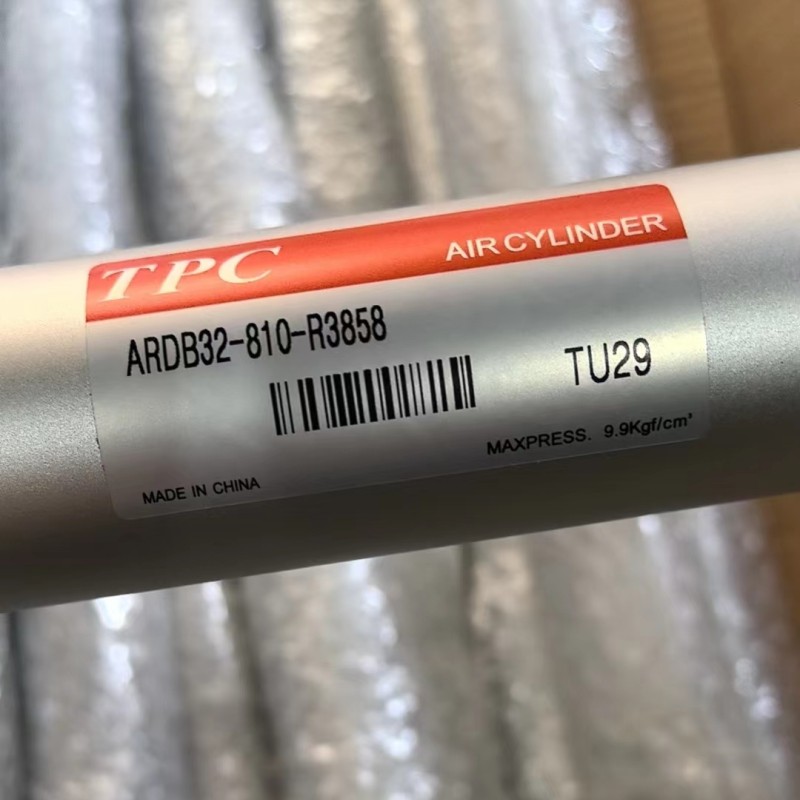 TPC AIR CYLINDER
ARDB32-810-R3858
TU29
MAXPRESS. 9.9Kgf/cm²
MADE IN CHINA